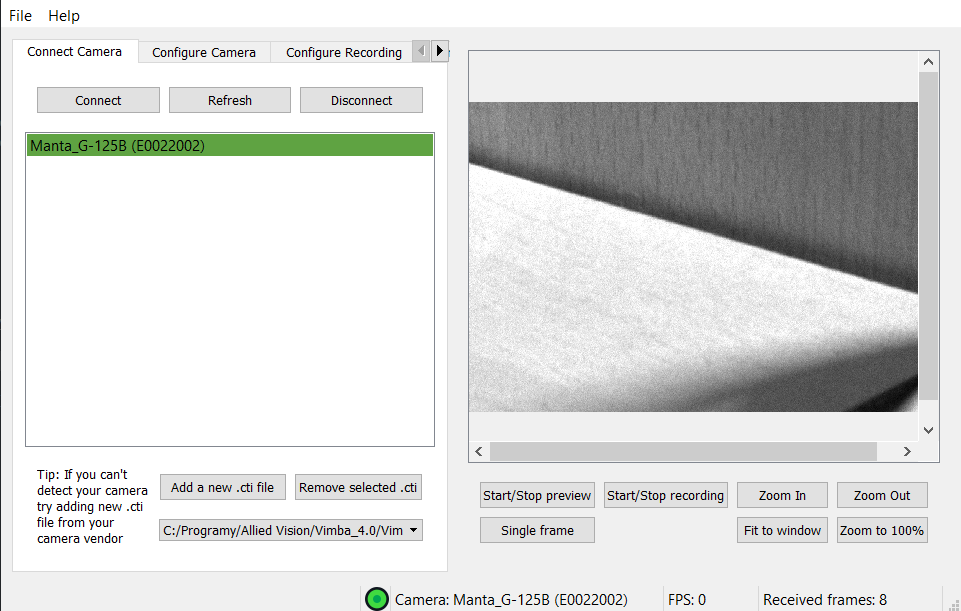 File Help
Connect Camera Configure Camera Configure Recording
Connect Refresh Disconnect
Manta_G-125B (E0022002)
Tip: If you can't
detect your camera
try adding new .cti
file from your
camera vendor
Add a new .cti file Remove selected .cti
C:/Programy/Allied Vision/Vimba_4.0/Vim
Start/Stop preview Start/Stop recording Zoom In Zoom Out
Single frame Fit to window Zoom to 100%
Camera: Manta_G-125B (E0022002) FPS: 0 Received frames: 8